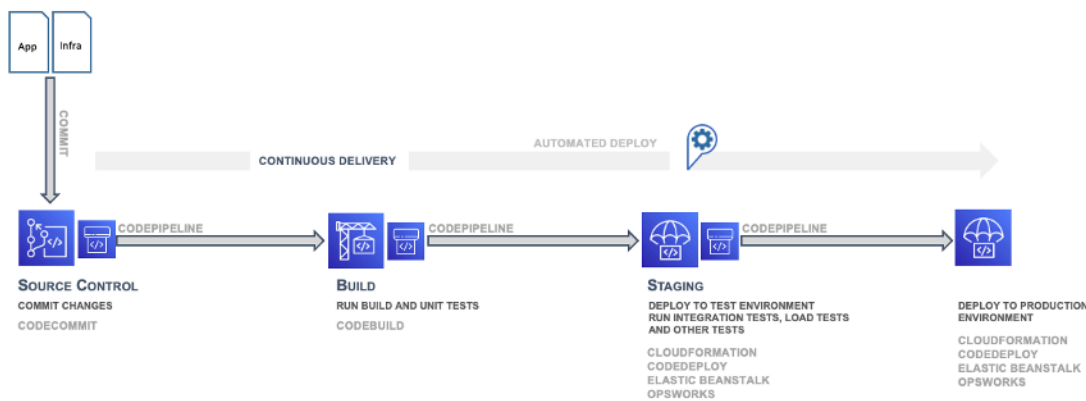 App
Infra
COMMIT
AUTOMATED DEPLOY
CONTINUOUS DELIVERY
CODEPIPELINE
CODEPIPELINE
CODEPIPELINE
SOURCE CONTROL
COMMIT CHANGES
CODECOMMIT
BUILD
RUN BUILD AND UNIT TESTS
CODEBUILD
STAGING
DEPLOY TO TEST ENVIRONMENT
RUN INTEGRATION TESTS, LOAD TESTS
AND OTHER TESTS
CLOUDFORMATION
CODEDEPLOY
ELASTIC BEANSTALK
OPSWORKS
DEPLOY TO PRODUCTION
ENVIRONMENT
CLOUDFORMATION
CODEDEPLOY
ELASTIC BEANSTALK
OPSWORKS